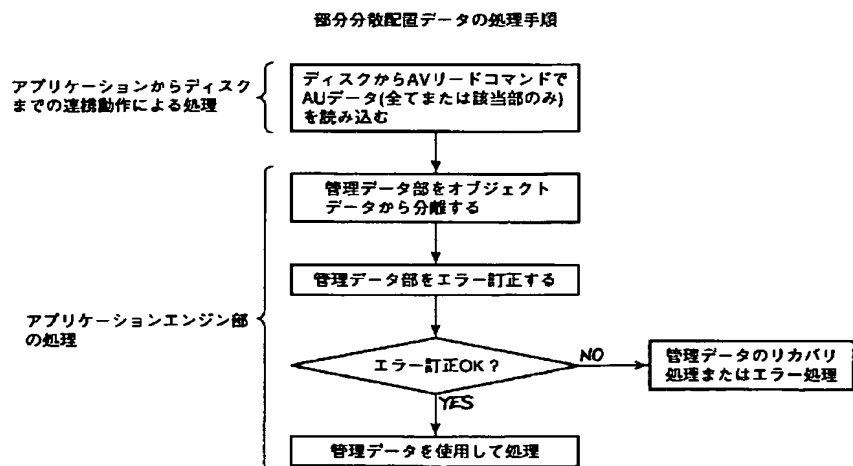 部分分散配置データの処理手順
アプリケーションからディスク
までの連携動作による処理
ディスクからAVリードコマンドで
AUデータ(全てまたは該当部のみ)
を読み込む
管理データ部をオブジェクト
データから分離する
管理データ部をエラー訂正する
アプリケーションエンジン部
の処理
エラー訂正OK？
NO
管理データのリカバリ
処理またはエラー処理
YES
管理データを使用して処理